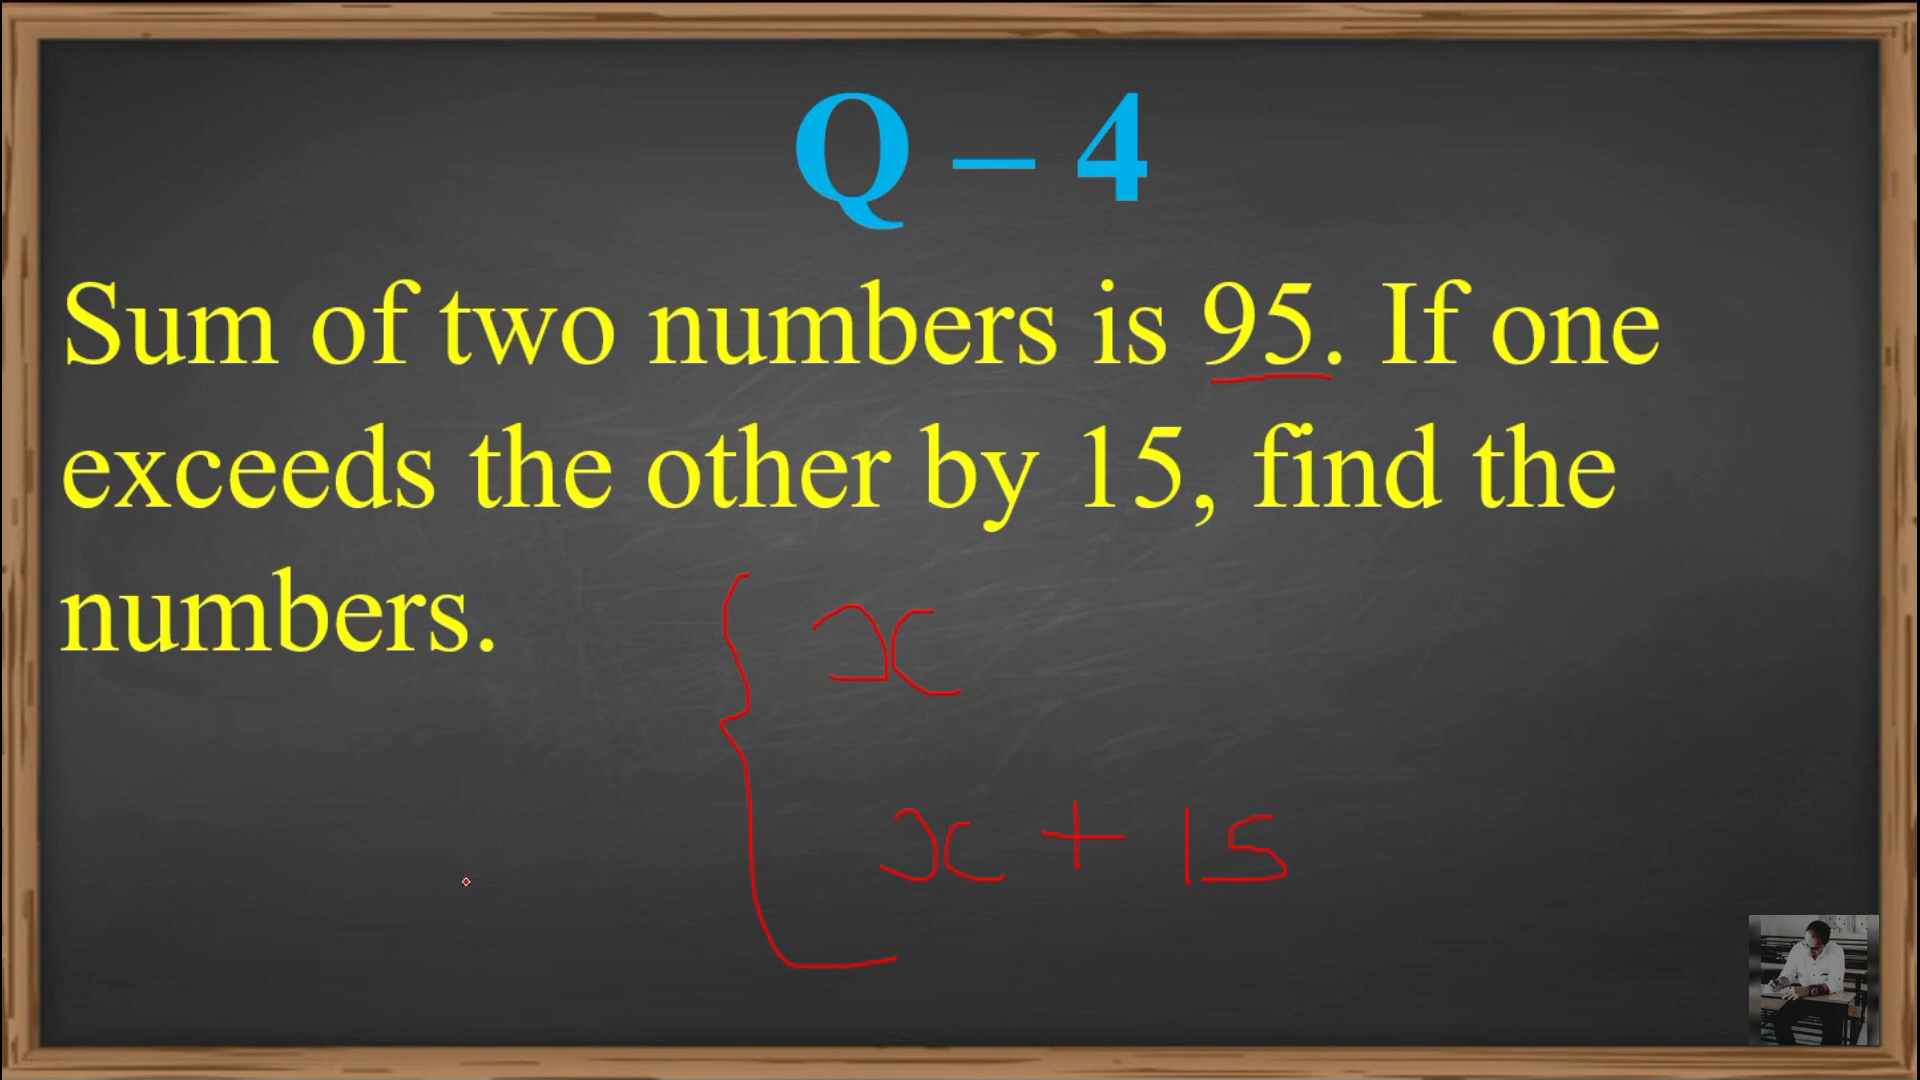 Q – 4
Sum of two numbers is 95. If one
exceeds the other by 15, find the
numbers.
x
x + 15